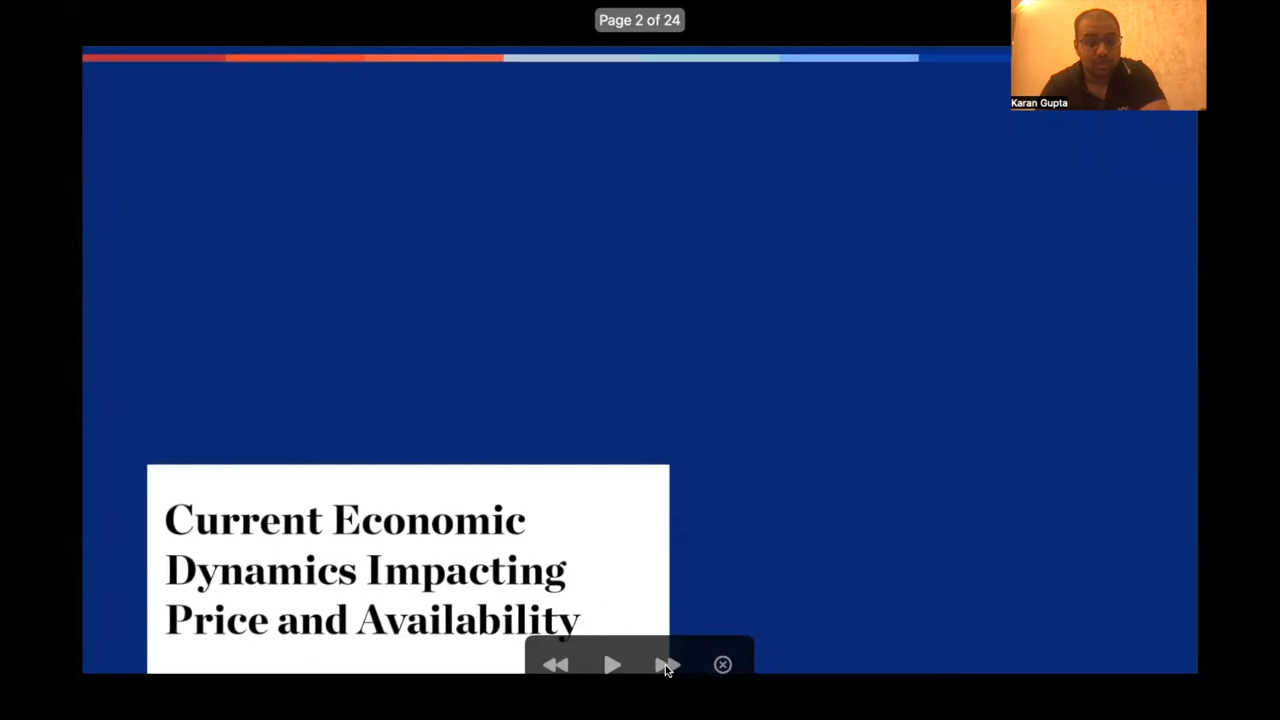 Page 2 of 24
Karan Gupta
Current Economic
Dynamics Impacting
Price and Availability